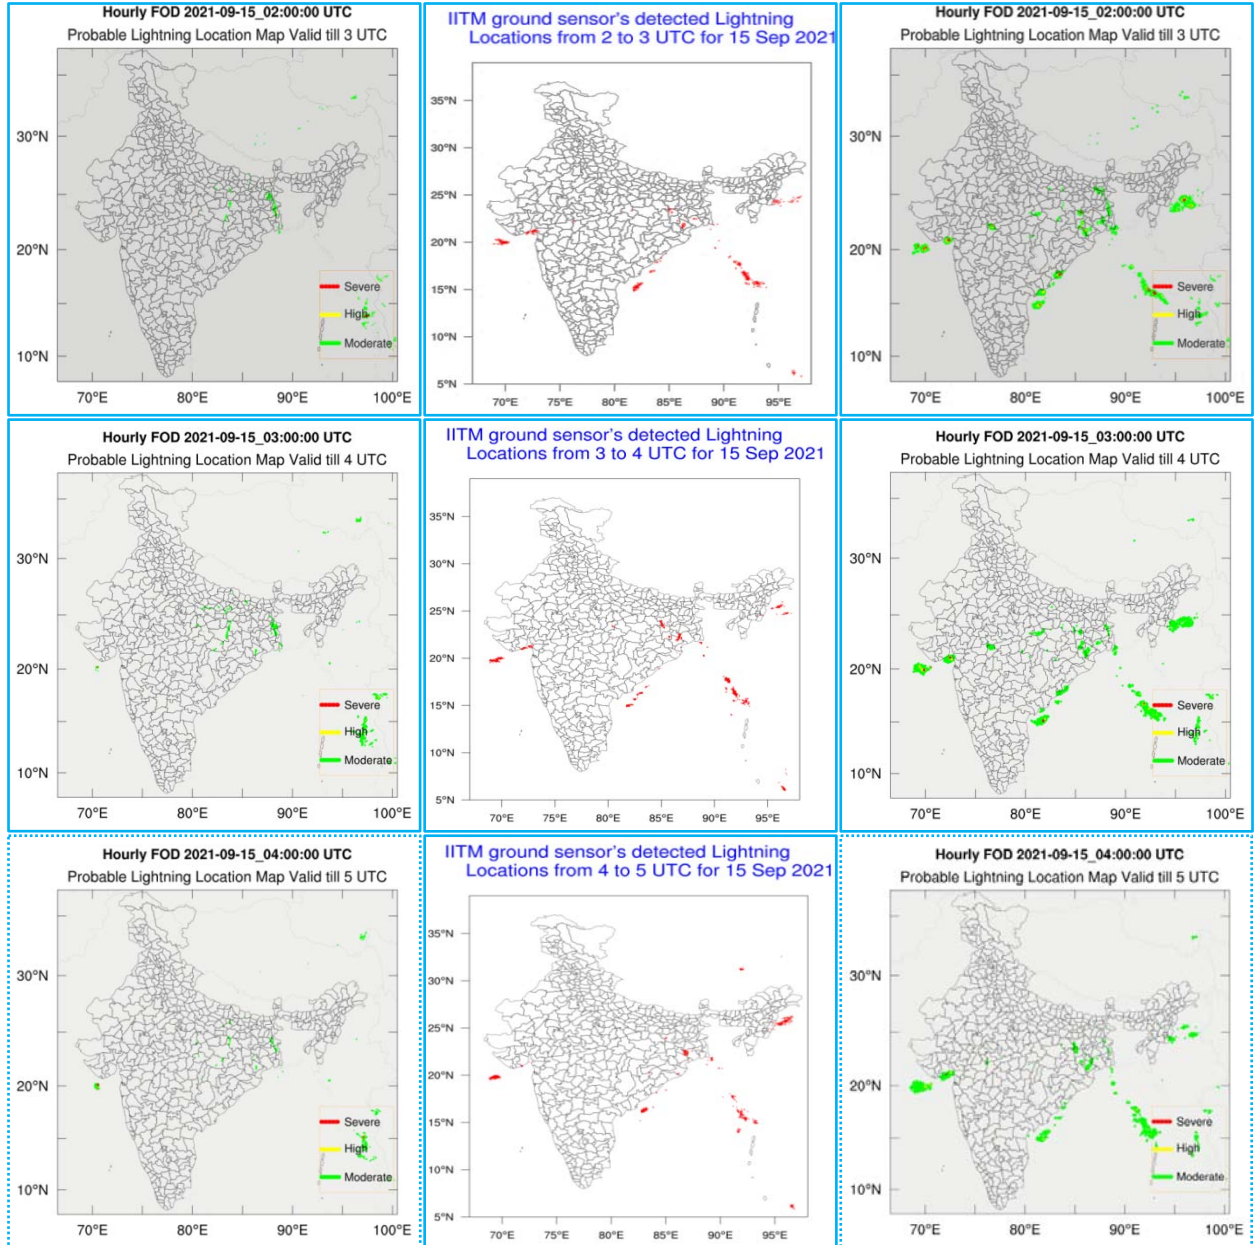 Hourly FOD 2021-09-15_02:00:00 UTC
Probable Lightning Location Map Valid till 3 UTC
30°N
20°N
10°N
70°E
80°E
90°E
100°E
Severe
High
Moderate
IITM ground sensor's detected Lightning
Locations from 2 to 3 UTC for 15 Sep 2021
35°N
30°N
25°N
20°N
15°N
10°N
5°N
70°E
75°E
80°E
85°E
90°E
95°E
Hourly FOD 2021-09-15_02:00:00 UTC
Probable Lightning Location Map Valid till 3 UTC
30°N
20°N
10°N
70°E
80°E
90°E
100°E
Severe
High
Moderate
Hourly FOD 2021-09-15_03:00:00 UTC
Probable Lightning Location Map Valid till 4 UTC
30°N
20°N
10°N
70°E
80°E
90°E
100°E
Severe
High
Moderate
IITM ground sensor's detected Lightning
Locations from 3 to 4 UTC for 15 Sep 2021
35°N
30°N
25°N
20°N
15°N
10°N
5°N
70°E
75°E
80°E
85°E
90°E
95°E
Hourly FOD 2021-09-15_03:00:00 UTC
Probable Lightning Location Map Valid till 4 UTC
30°N
20°N
10°N
70°E
80°E
90°E
100°E
Severe
High
Moderate
Hourly FOD 2021-09-15_04:00:00 UTC
Probable Lightning Location Map Valid till 5 UTC
30°N
20°N
10°N
70°E
80°E
90°E
100°E
Severe
High
Moderate
IITM ground sensor's detected Lightning
Locations from 4 to 5 UTC for 15 Sep 2021
35°N
30°N
25°N
20°N
15°N
10°N
5°N
70°E
75°E
80°E
85°E
90°E
95°E
Hourly FOD 2021-09-15_04:00:00 UTC
Probable Lightning Location Map Valid till 5 UTC
30°N
20°N
10°N
70°E
80°E
90°E
100°E
Severe
High
Moderate